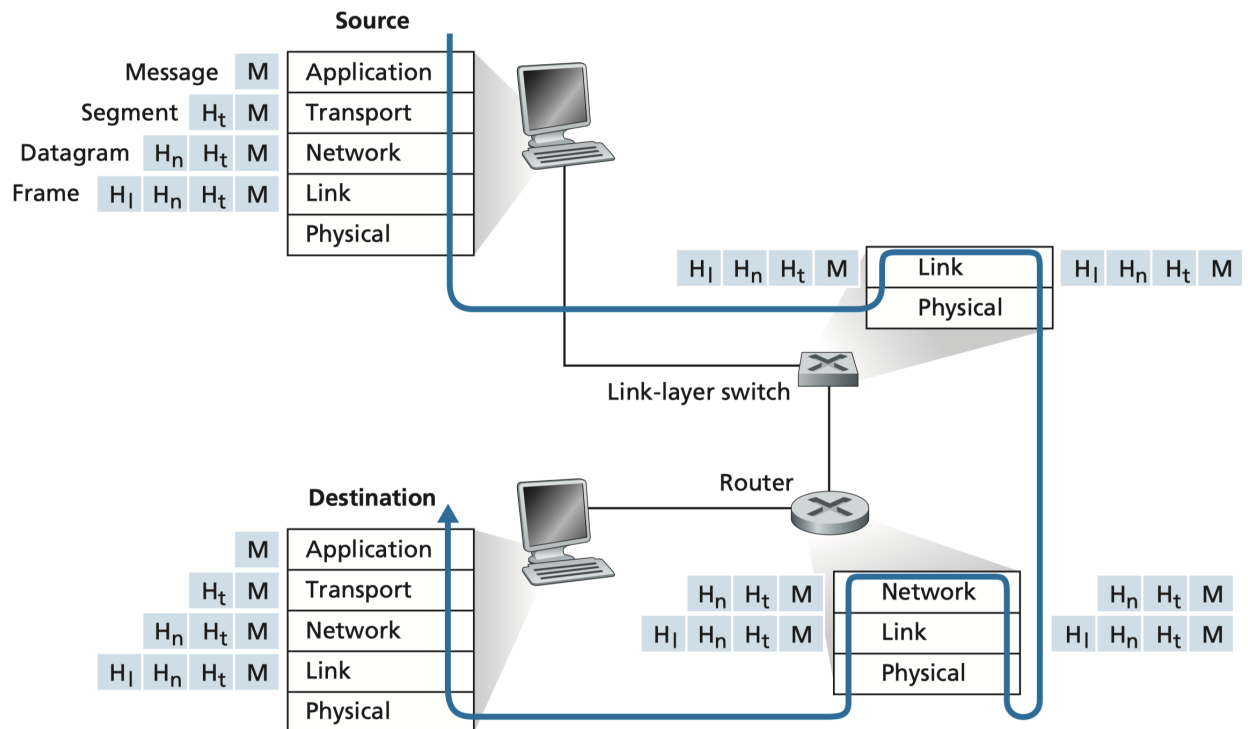 Source
Message M Application
Segment Ht M Transport
Datagram Hn Ht M Network
Frame Hl Hn Ht M Link
Physical
Hl Hn Ht M Link Hl Hn Ht M
Physical
Link-layer switch
Router
Destination
M Application
Ht M Transport
Hn Ht M Network
Hl Hn Ht M Link
Physical
Hn Ht M Network Hn Ht M
Hl Hn Ht M Link Hl Hn Ht M
Physical